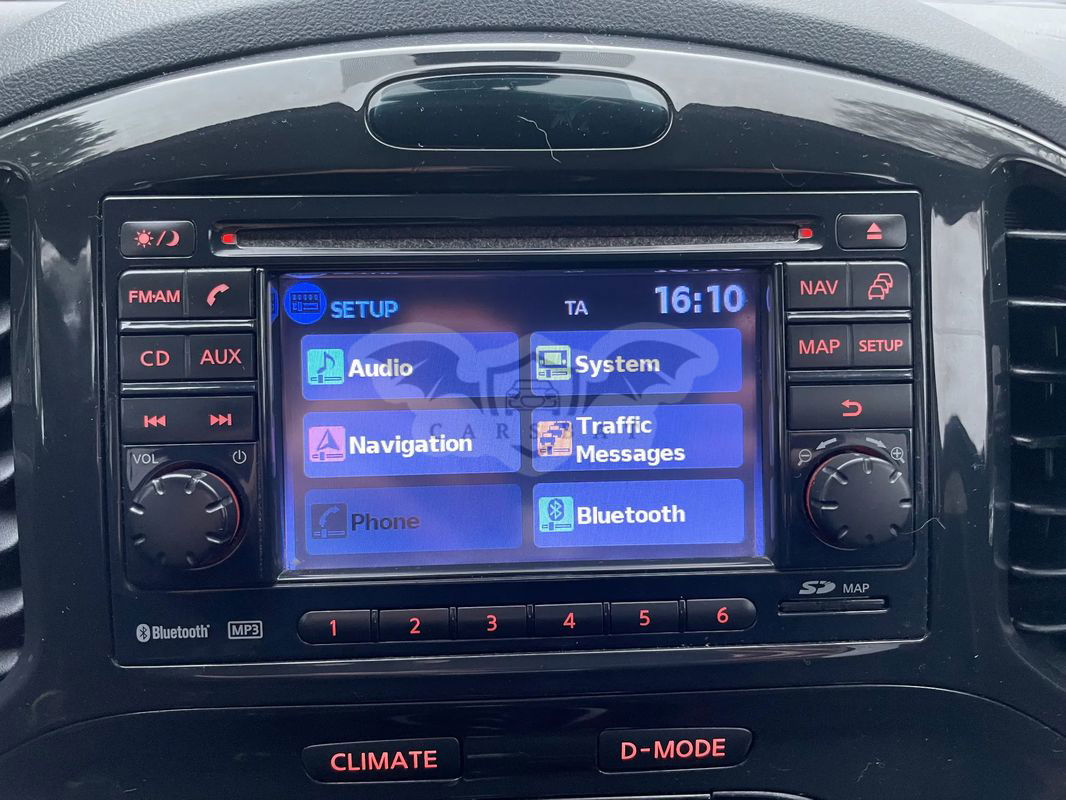 FM·AM
CD AUX
VOL
SETUP TA 16:10
Audio
System
Navigation
Traffic
Messages
Phone
Bluetooth
NAV
MAP SETUP
Bluetooth®
MP3
1 2 3 4 5 6
SD MAP
CLIMATE
D-MODE